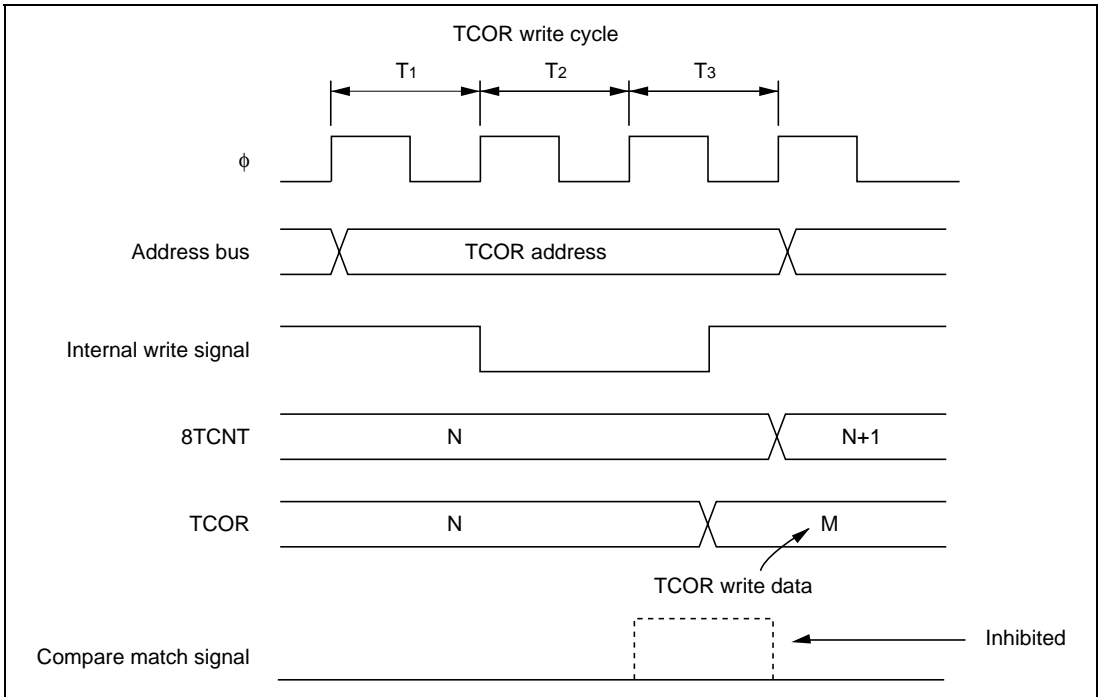 TCOR write cycle
T1 T2 T3
φ
Address bus TCOR address
Internal write signal
8TCNT N N+1
TCOR N M
TCOR write data
Compare match signal Inhibited